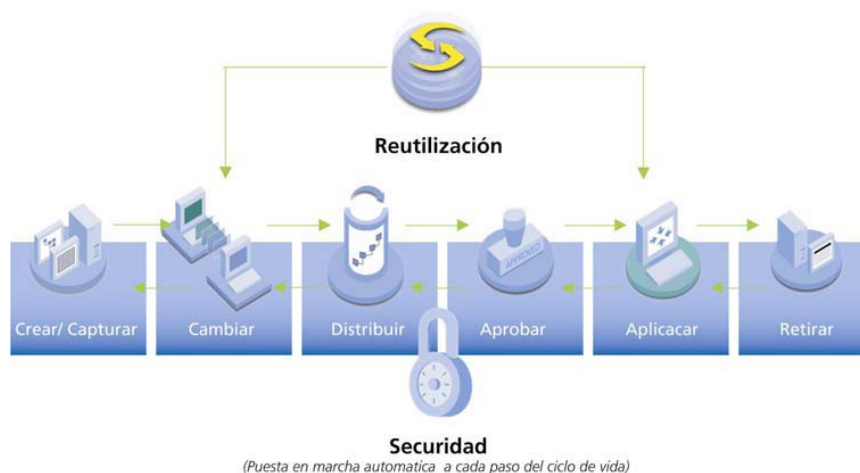 Reutilización
APPROVED
Crear/ Capturar
Cambiar
Distribuir
Aprobar
Aplicacar
Retirar
Securidad
(Puesta en marcha automatica a cada paso del ciclo de vida)